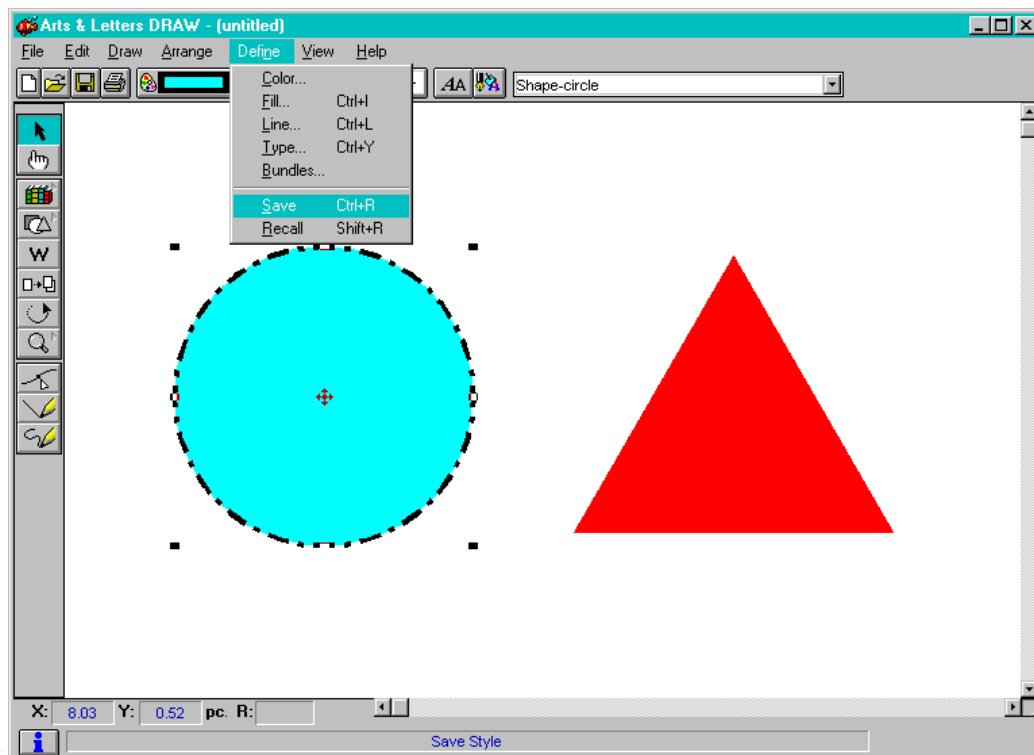 Arts & Letters DRAW - (untitled)
File Edit Draw Arrange Define View Help
AA Shape-circle
Color...
Fill... Ctrl+I
Line... Ctrl+L
Type... Ctrl+Y
Bundles...
Save Ctrl+R
Recall Shift+R
W
X: 8.03 Y: 0.52 pc. R:
i Save Style